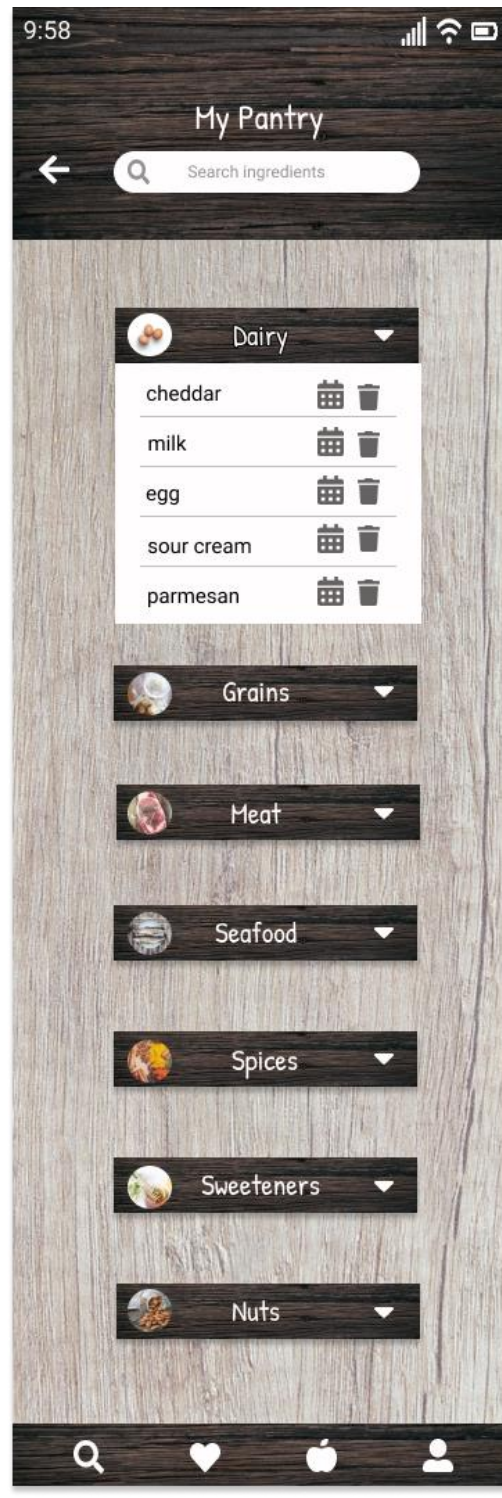 9:58
My Pantry
Search ingredients
Dairy
cheddar
milk
egg
sour cream
parmesan
Grains
Meat
Seafood
Spices
Sweeteners
Nuts